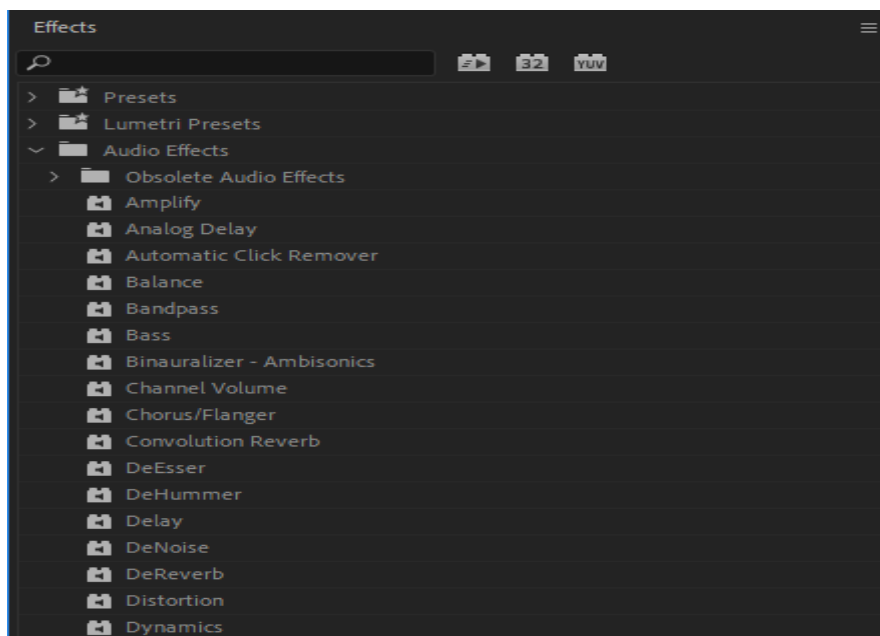 Effects
32 YUV
Presets
Lumetri Presets
Audio Effects
Obsolete Audio Effects
Amplify
Analog Delay
Automatic Click Remover
Balance
Bandpass
Bass
Binauralizer - Ambisonics
Channel Volume
Chorus/Flanger
Convolution Reverb
DeEsser
DeHummer
Delay
DeNoise
DeReverb
Distortion
Dynamics